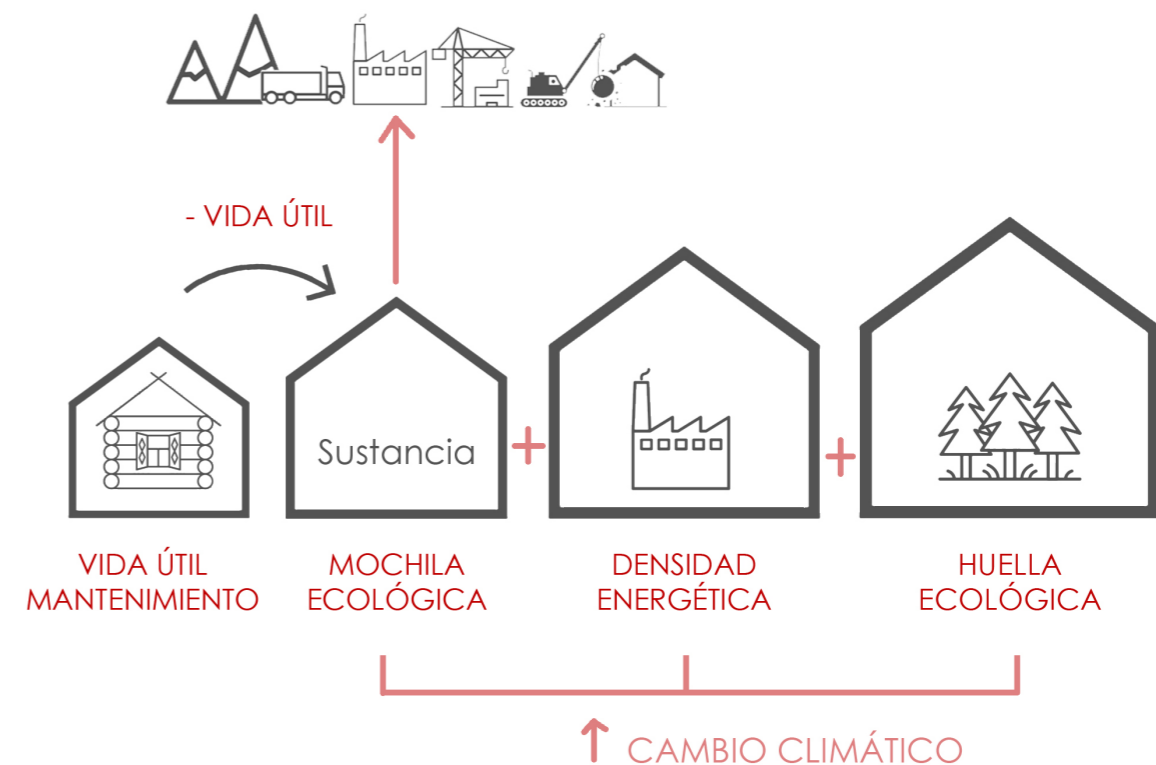 - VIDA ÚTIL
Sustancia
+
+
VIDA ÚTIL
MANTENIMIENTO
MOCHILA
ECOLÓGICA
DENSIDAD
ENERGÉTICA
HUELLA
ECOLÓGICA
↑ CAMBIO CLIMÁTICO